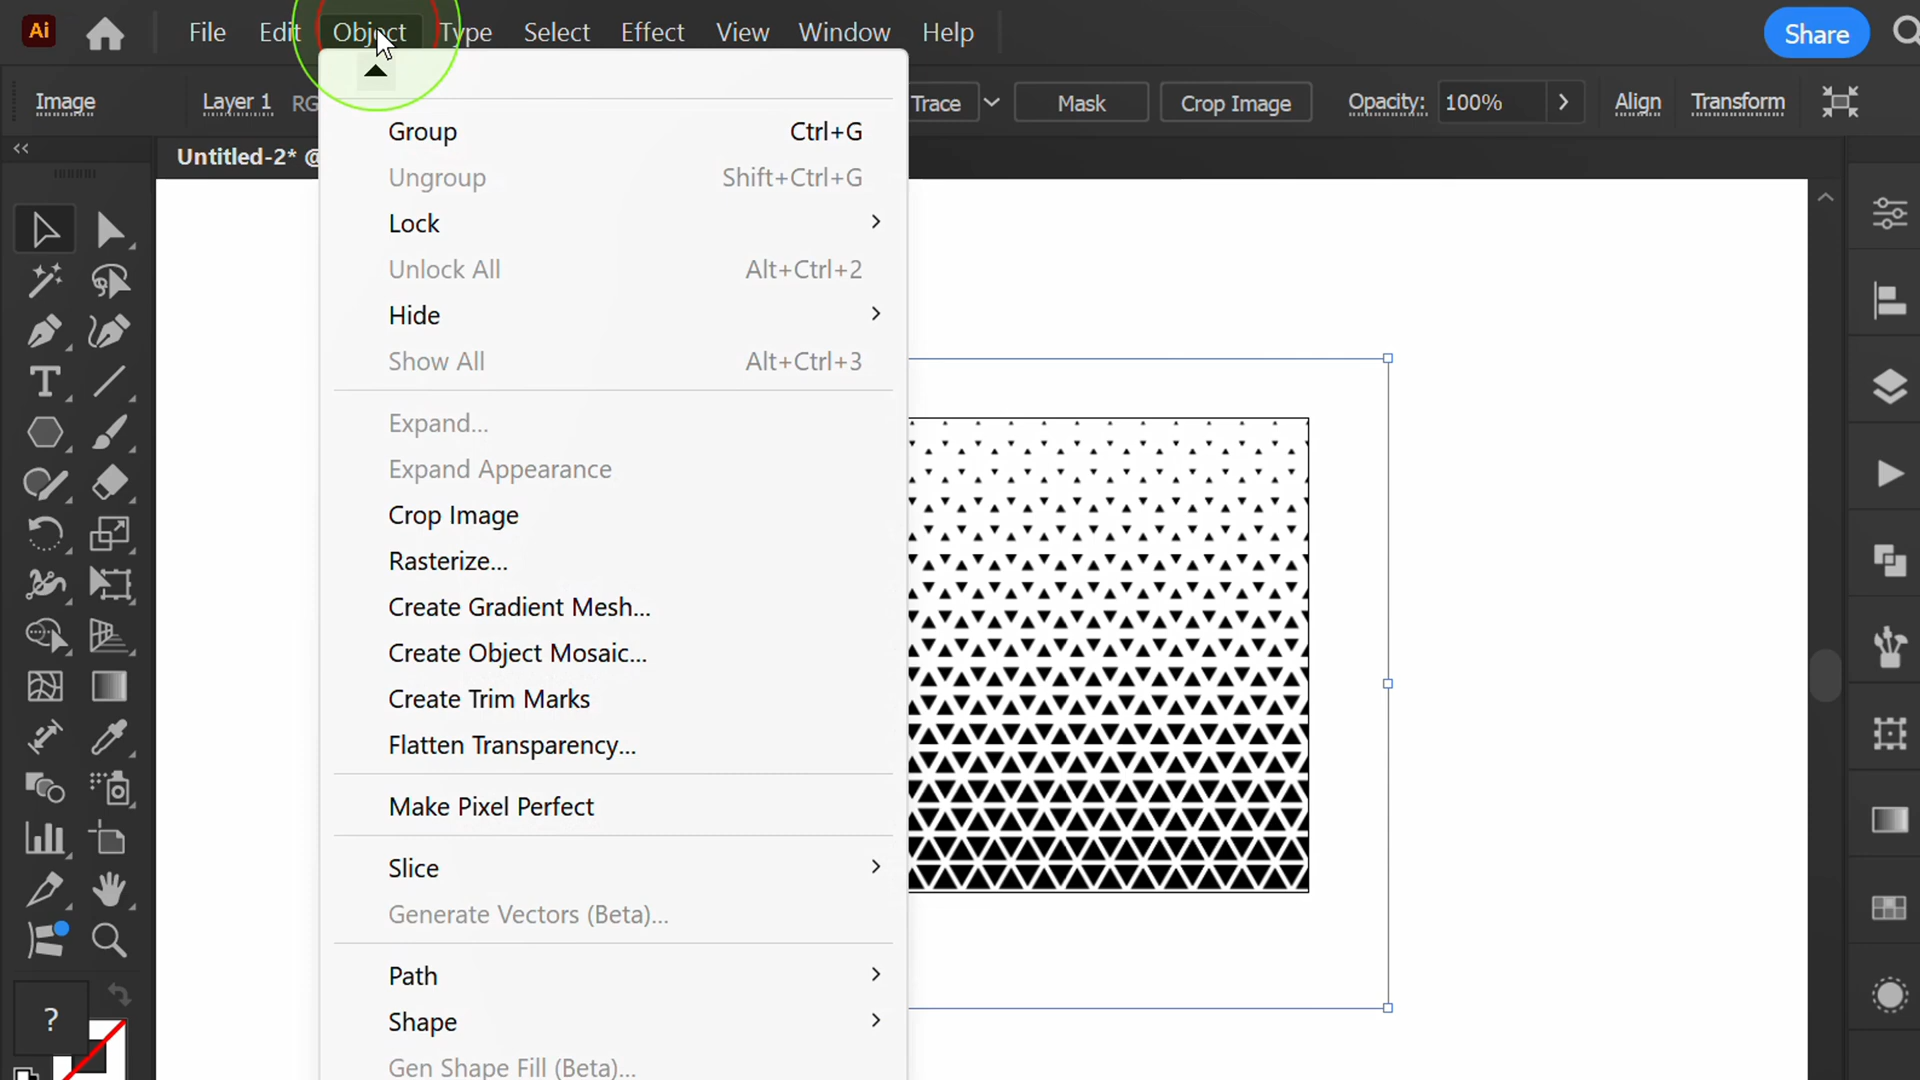 Ai File Edit Object Type Select Effect View Window Help Share
Image Layer 1 RG Trace Mask Crop Image Opacity: 100% Align Transform
Untitled-2* @
Group Ctrl+G
Ungroup Shift+Ctrl+G
Lock
Unlock All Alt+Ctrl+2
Hide
Show All Alt+Ctrl+3
Expand...
Expand Appearance
Crop Image
Rasterize...
Create Gradient Mesh...
Create Object Mosaic...
Create Trim Marks
Flatten Transparency...
Make Pixel Perfect
Slice
Generate Vectors (Beta)...
Path
Shape
Gen Shape Fill (Beta)...
?